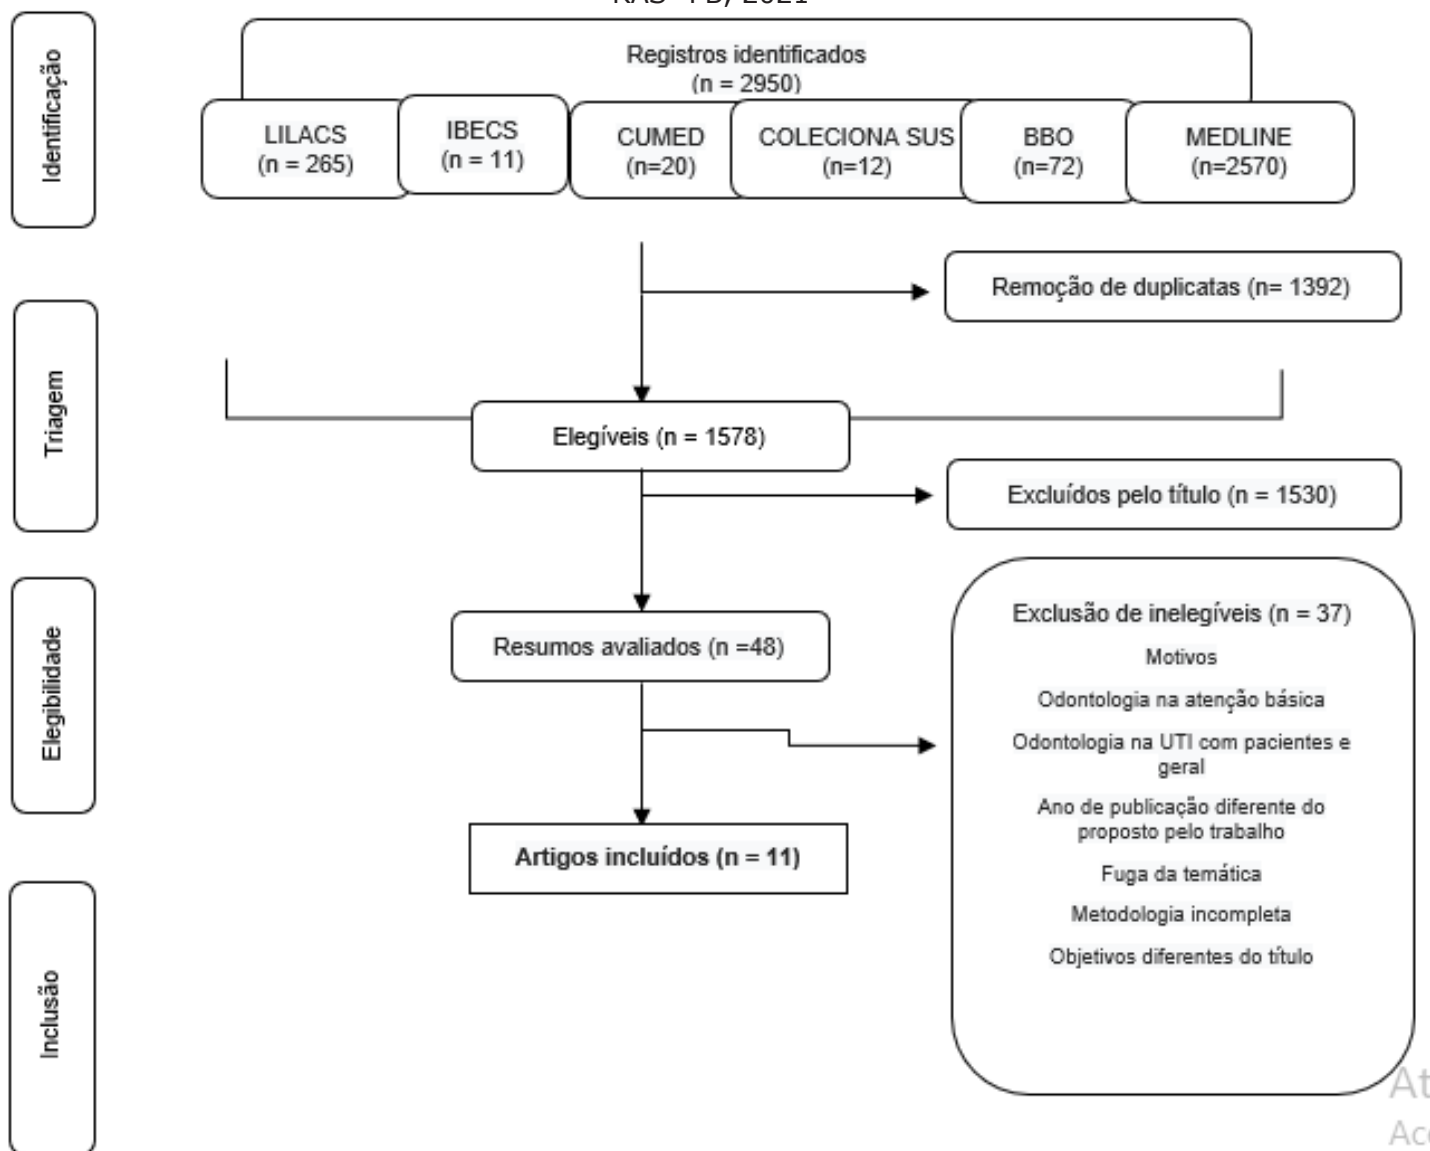 Identificação
Registros identificados
(n = 2950)
LILACS
(n = 265)
IBECS
(n = 11)
CUMED
(n=20)
COLECIONA SUS
(n=12)
BBO
(n=72)
MEDLINE
(n=2570)
Remoção de duplicatas (n= 1392)
Triagem
Elegíveis (n = 1578)
Excluídos pelo título (n = 1530)
Elegibilidade
Resumos avaliados (n =48)
Exclusão de inelegíveis (n = 37)
Motivos
Odontologia na atenção básica
Odontologia na UTI com pacientes e
geral
Ano de publicação diferente do
proposto pelo trabalho
Fuga da temática
Metodologia incompleta
Objetivos diferentes do título
Artigos incluídos (n = 11)
Inclusão